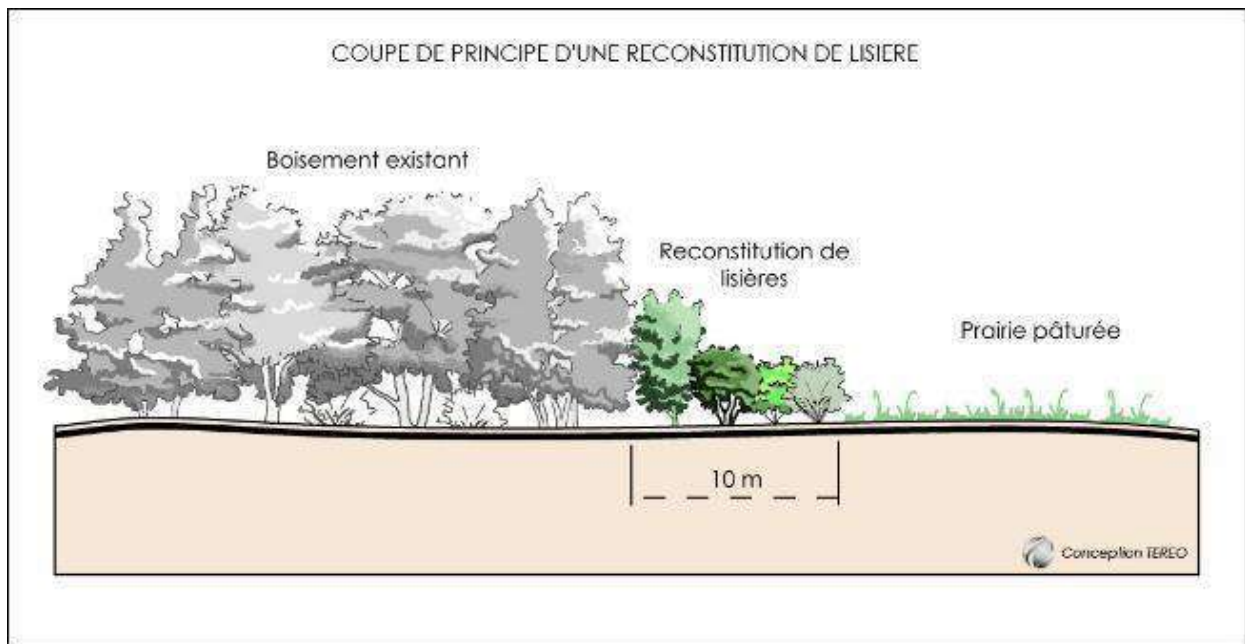 COUPE DE PRINCIPE D'UNE RECONSTITUTION DE LISIERE
Boisement existant
Reconstitution de
lisières
Prairie pâturée
10 m
Conception TEREO